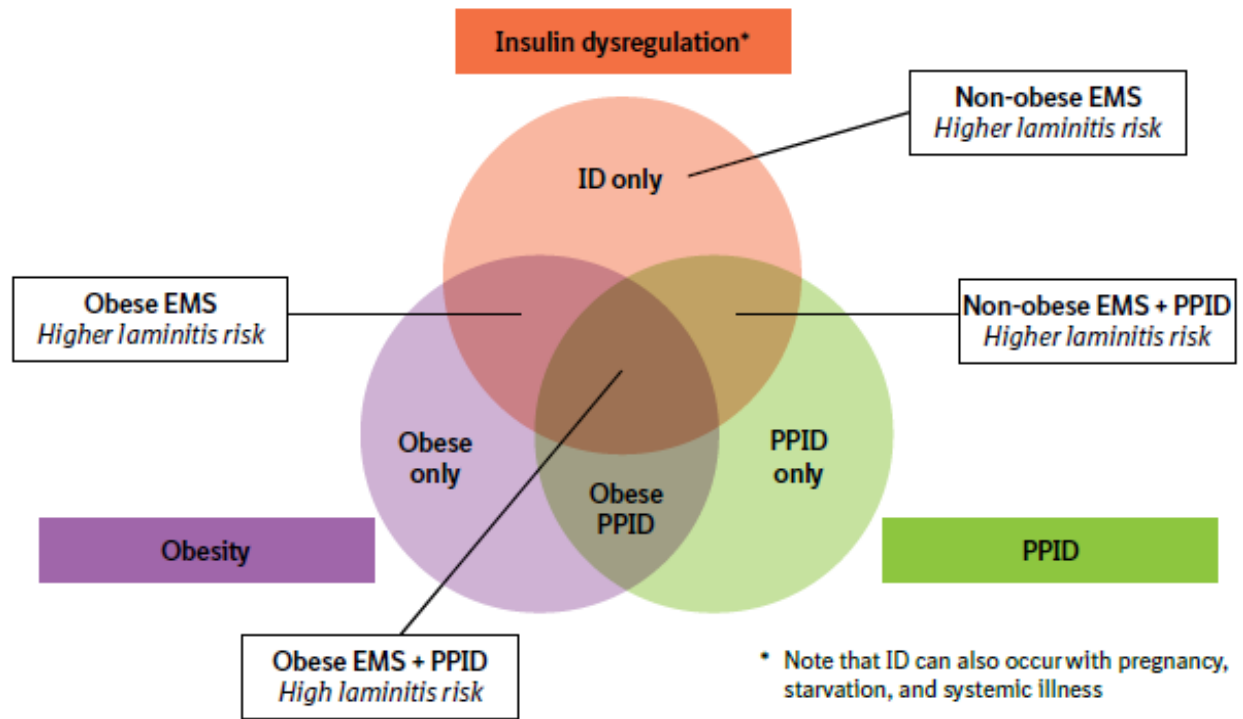 Insulin dysregulation*
Non-obese EMS
Higher laminitis risk
ID only
Obese EMS
Higher laminitis risk
Non-obese EMS + PPID
Higher laminitis risk
Obese
only
PPID
only
Obese
PPID
Obesity
PPID
Obese EMS + PPID
High laminitis risk
* Note that ID can also occur with pregnancy,
starvation, and systemic illness